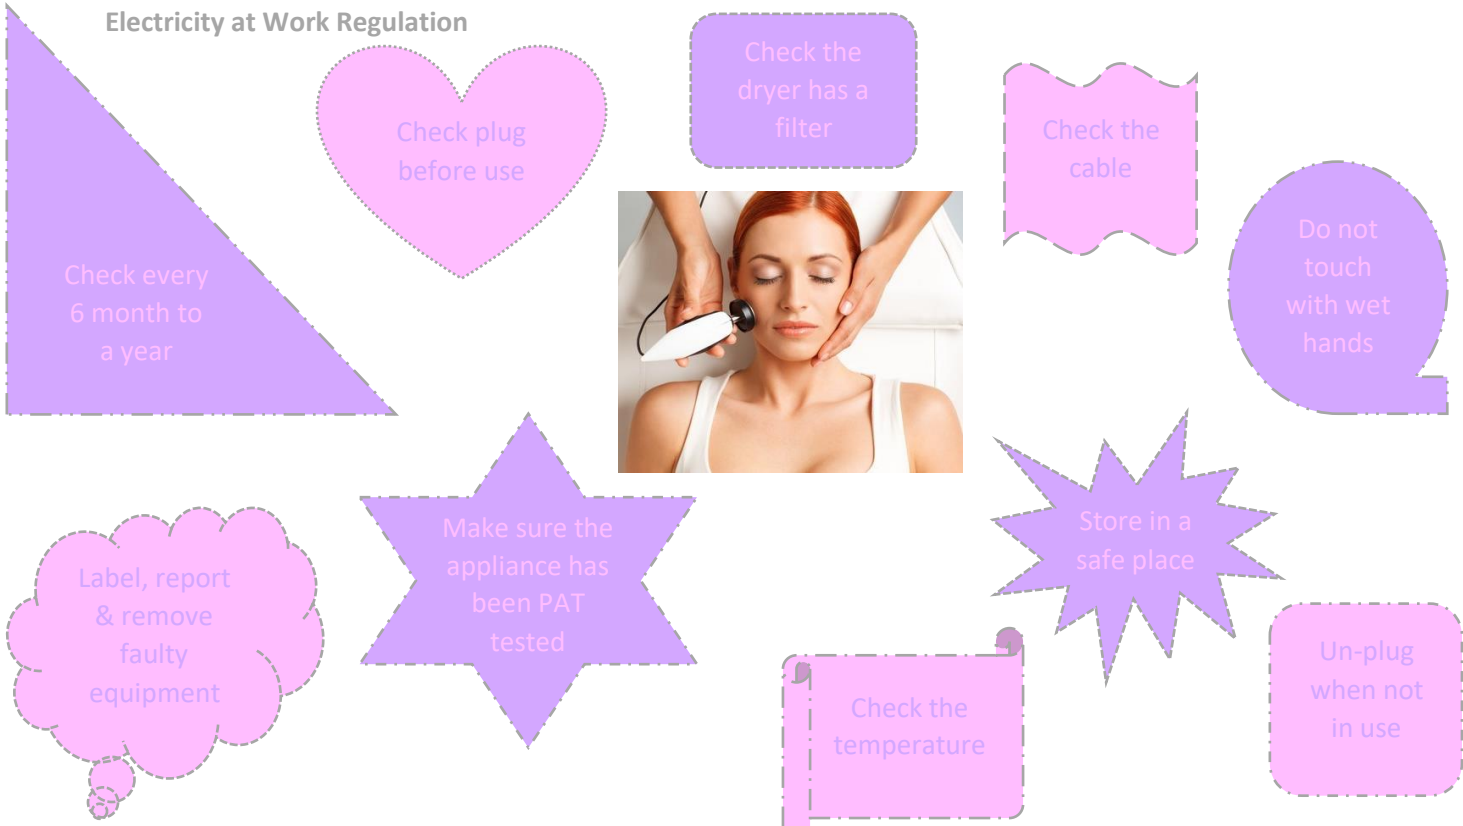 Electricity at Work Regulation
Check plug
before use
Check the
dryer has a
filter
Check the
cable
Do not
touch
with wet
hands
Check every
6 month to
a year
Label, report
& remove
faulty
equipment
Make sure the
appliance has
been PAT
tested
Store in a
safe place
Check the
temperature
Un-plug
when not
in use